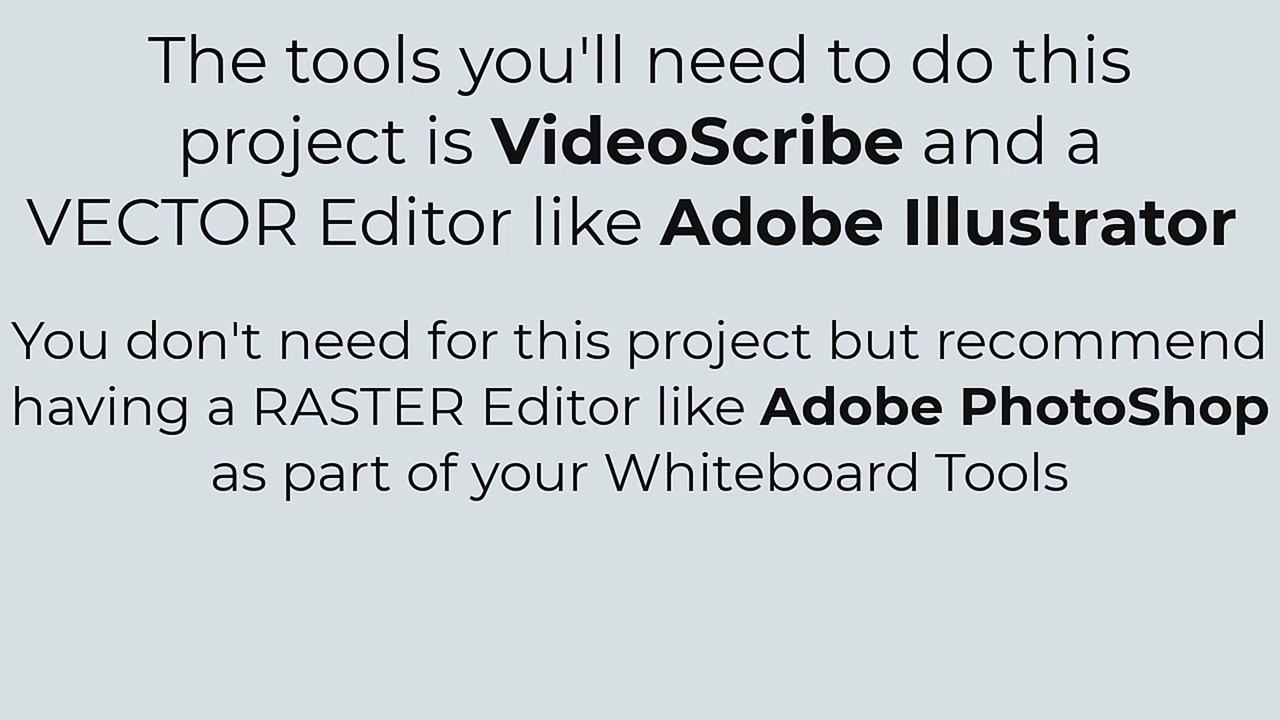 The tools you'll need to do this
project is VideoScribe and a
VECTOR Editor like Adobe Illustrator
You don't need for this project but recommend
having a RASTER Editor like Adobe PhotoShop
as part of your Whiteboard Tools